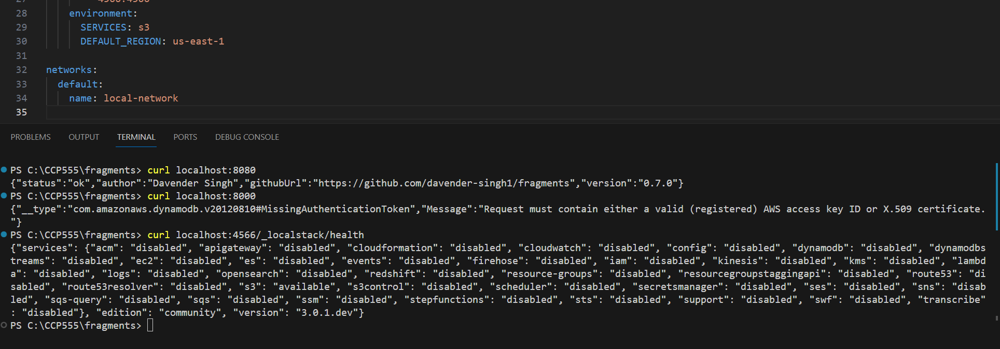 28 environment:
29 SERVICES: s3
30 DEFAULT_REGION: us-east-1
31
32 networks:
33 default:
34 name: local-network
35
PROBLEMS OUTPUT TERMINAL PORTS DEBUG CONSOLE
PS C:\CCP555\fragments> curl localhost:8080
{"status":"ok","author":"Davender Singh","githubUrl":"https://github.com/davender-singh1/fragments","version":"0.7.0"}
PS C:\CCP555\fragments> curl localhost:8000
{"__type":"com.amazonaws.dynamodb.v20120810#MissingAuthenticationToken","Message":"Request must contain either a valid (registered) AWS access key ID or X.509 certificate.
"}
PS C:\CCP555\fragments> curl localhost:4566/_localstack/health
{"services": {"acm": "disabled", "apigateway": "disabled", "cloudformation": "disabled", "cloudwatch": "disabled", "config": "disabled", "dynamodb": "disabled", "dynamodbs
treams": "disabled", "ec2": "disabled", "es": "disabled", "events": "disabled", "firehose": "disabled", "iam": "disabled", "kinesis": "disabled", "kms": "disabled", "lambd
a": "disabled", "logs": "disabled", "opensearch": "disabled", "redshift": "disabled", "resource-groups": "disabled", "resourcegroupstaggingapi": "disabled", "route53": "di
sabled", "route53resolver": "disabled", "s3": "available", "s3control": "disabled", "scheduler": "disabled", "secretsmanager": "disabled", "ses": "disabled", "sns": "disab
led", "sqs-query": "disabled", "sqs": "disabled", "ssm": "disabled", "stepfunctions": "disabled", "sts": "disabled", "support": "disabled", "swf": "disabled", "transcribe"
: "disabled"}, "edition": "community", "version": "3.0.1.dev"}
PS C:\CCP555\fragments>